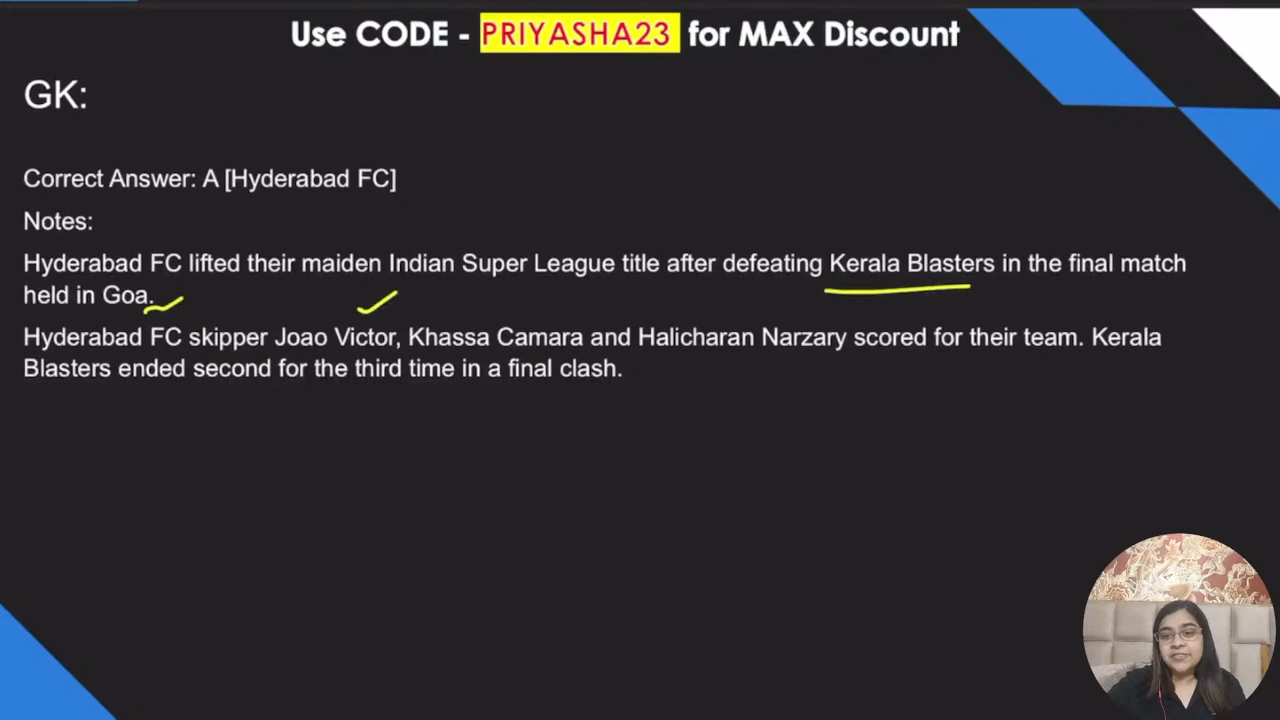 Use CODE - PRIYASHA23 for MAX Discount
GK:
Correct Answer: A [Hyderabad FC]
Notes:
Hyderabad FC lifted their maiden Indian Super League title after defeating Kerala Blasters in the final match
held in Goa.
Hyderabad FC skipper Joao Victor, Khassa Camara and Halicharan Narzary scored for their team. Kerala
Blasters ended second for the third time in a final clash.